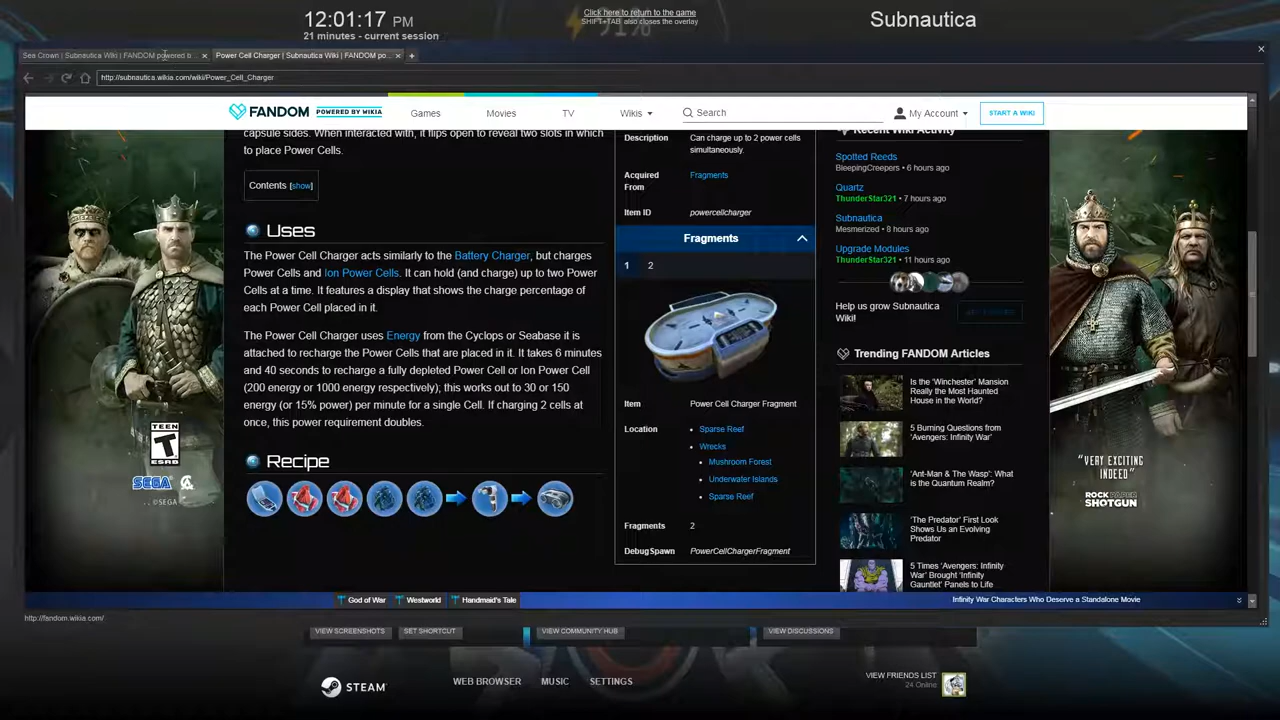 12:01:17 PM
21 minutes - current session
Click here to return to the game
SHIFT+TAB also closes the overlay
91%
Subnautica
Sea Crown | Subnautica Wiki | FANDOM powered b...
Power Cell Charger | Subnautica Wiki | FANDOM po...
http://subnautica.wikia.com/wiki/Power_Cell_Charger
FANDOM
POWERED BY WIKIA
Games
Movies
TV
Wikis
Search
My Account
START A WIKI
capsule sides. When interacted with, it flips open to reveal two slots in which
to place Power Cells.
Contents [show]
Uses
The Power Cell Charger acts similarly to the Battery Charger, but charges
Power Cells and Ion Power Cells. It can hold (and charge) up to two Power
Cells at a time. It features a display that shows the charge percentage of
each Power Cell placed in it.
The Power Cell Charger uses Energy from the Cyclops or Seabase it is
attached to recharge the Power Cells that are placed in it. It takes 6 minutes
and 40 seconds to recharge a fully depleted Power Cell or Ion Power Cell
(200 energy or 1000 energy respectively); this works out to 30 or 150
energy (or 15% power) per minute for a single Cell. If charging 2 cells at
once, this power requirement doubles.
Recipe
Description
Can charge up to 2 power cells
simultaneously.
Acquired
From
Fragments
Item ID
powercellcharger
Fragments
1 2
Item
Power Cell Charger Fragment
Location
Sparse Reef
Wrecks
Mushroom Forest
Underwater Islands
Sparse Reef
Fragments
2
DebugSpawn
PowerCellChargerFragment
Recent Wiki Activity
Spotted Reeds
BleepingCreepers • 6 hours ago
Quartz
ThunderStar321 • 7 hours ago
Subnautica
Mesmerized • 8 hours ago
Upgrade Modules
ThunderStar321 • 11 hours ago
Help us grow Subnautica
Wiki!
Trending FANDOM Articles
Is the 'Winchester' Mansion
Really the Most Haunted
House in the World?
5 Burning Questions from
'Avengers: Infinity War'
'Ant-Man & The Wasp': What
is the Quantum Realm?
'The Predator' First Look
Shows Us an Evolving
Predator
5 Times 'Avengers: Infinity
War' Brought 'Infinity
Gauntlet' Panels to Life
TEEN
T
ESRB
SEGA CA
©SEGA
"VERY EXCITING
INDEED"
ROCK PAPER
SHOTGUN
God of War
Westworld
Handmaid's Tale
Infinity War Characters Who Deserve a Standalone Movie
http://fandom.wikia.com/
VIEW SCREENSHOTS
SET SHORTCUT
VIEW COMMUNITY HUB
VIEW DISCUSSIONS
STEAM
WEB BROWSER
MUSIC
SETTINGS
VIEW FRIENDS LIST
24 Online